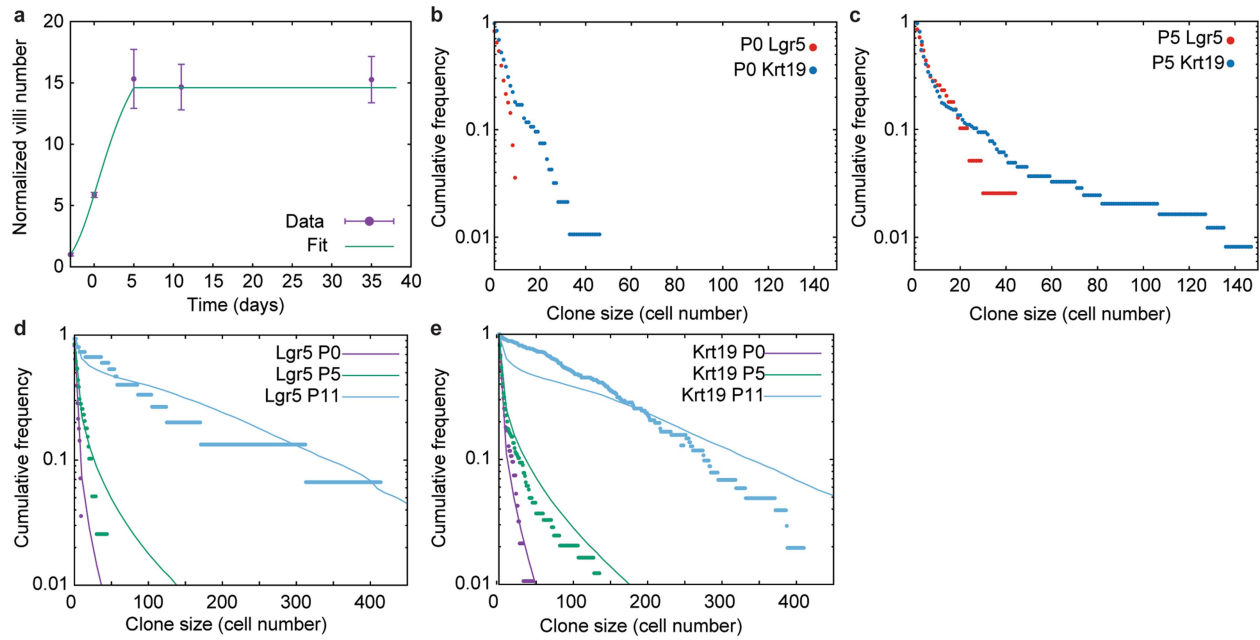 a
Normalized villi number
20
15
10
5
0
0
5
10
15
20
25
30
35
40
Time (days)
Data
Fit
b
Cumulative frequency
1
0.1
0.01
0
20
40
60
80
100
120
140
Clone size (cell number)
P0 Lgr5
P0 Krt19
c
Cumulative frequency
1
0.1
0.01
0
20
40
60
80
100
120
140
Clone size (cell number)
P5 Lgr5
P5 Krt19
d
Cumulative frequency
1
0.1
0.01
0
100
200
300
400
Clone size (cell number)
Lgr5 P0
Lgr5 P5
Lgr5 P11
e
Cumulative frequency
1
0.1
0.01
0
100
200
300
400
Clone size (cell number)
Krt19 P0
Krt19 P5
Krt19 P11